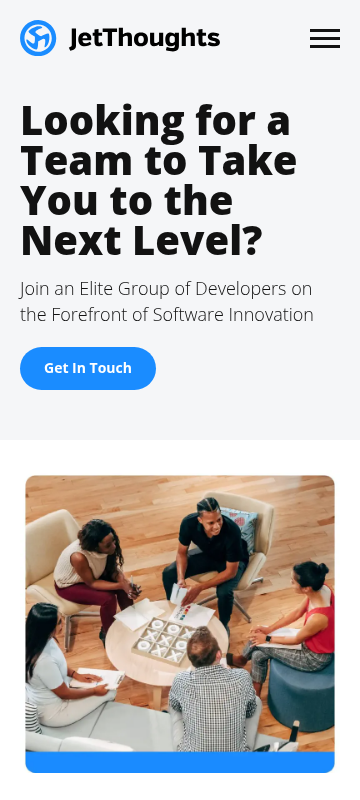 JetThoughts
Looking for a
Team to Take
You to the
Next Level?
Join an Elite Group of Developers on
the Forefront of Software Innovation
Get In Touch